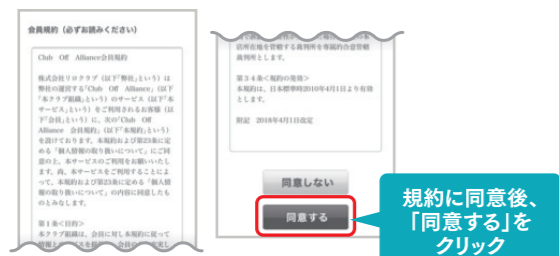 会員規約（必ずお読みください）
Club Off Alliance会員規約
株式会社リロクラブ（以下｢弊社｣という）は
弊社の運営する｢Club Off Alliance｣（以下
｢本クラブ組織｣という）のサービス（以下｢本
サービス｣という）をご利用されるお客様（以
下｢会員｣という）に、次の｢Club Off
Alliance 会員規約｣（以下｢本規約｣という）
を設けております。本規約および第23条に定
める「個人情報の取り扱いについて」にご同
意の上、本サービスのご利用をお願いいたし
ます。尚、本サービスをご利用することによ
って、本規約および第23条に定める「個人情
報の取り扱いについて」の内容に同意したも
のとみなします。
第1条<目的>
本クラブ組織は、会員に対し本規約に従って
店所在地を管轄する裁判所を専属的合意管轄
裁判所とします。
第34条<規約の発効>
本規約は、日本標準時2016年4月1日より有効
とします。
附記 2018年4月1日改定
同意しない
同意する
規約に同意後、
「同意する」を
クリック